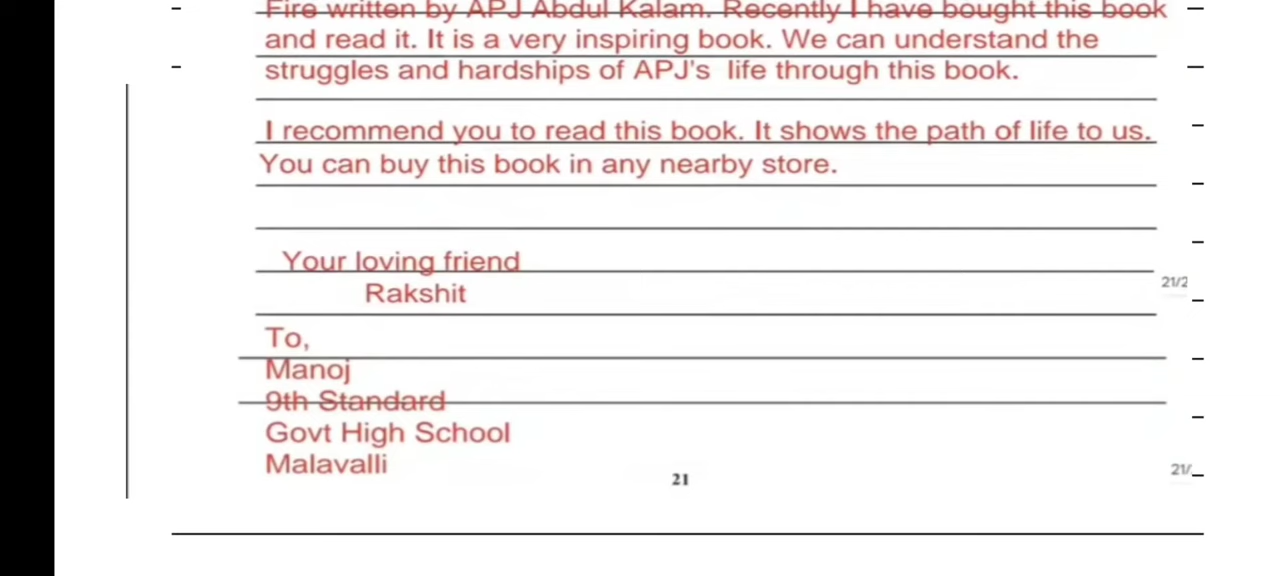 Fire written by APJ Abdul Kalam. Recently I have bought this book
and read it. It is a very inspiring book. We can understand the
struggles and hardships of APJ's life through this book.
I recommend you to read this book. It shows the path of life to us.
You can buy this book in any nearby store.
Your loving friend
Rakshit
21/2
To,
Manoj
9th Standard
Govt High School
Malavalli
21
21/